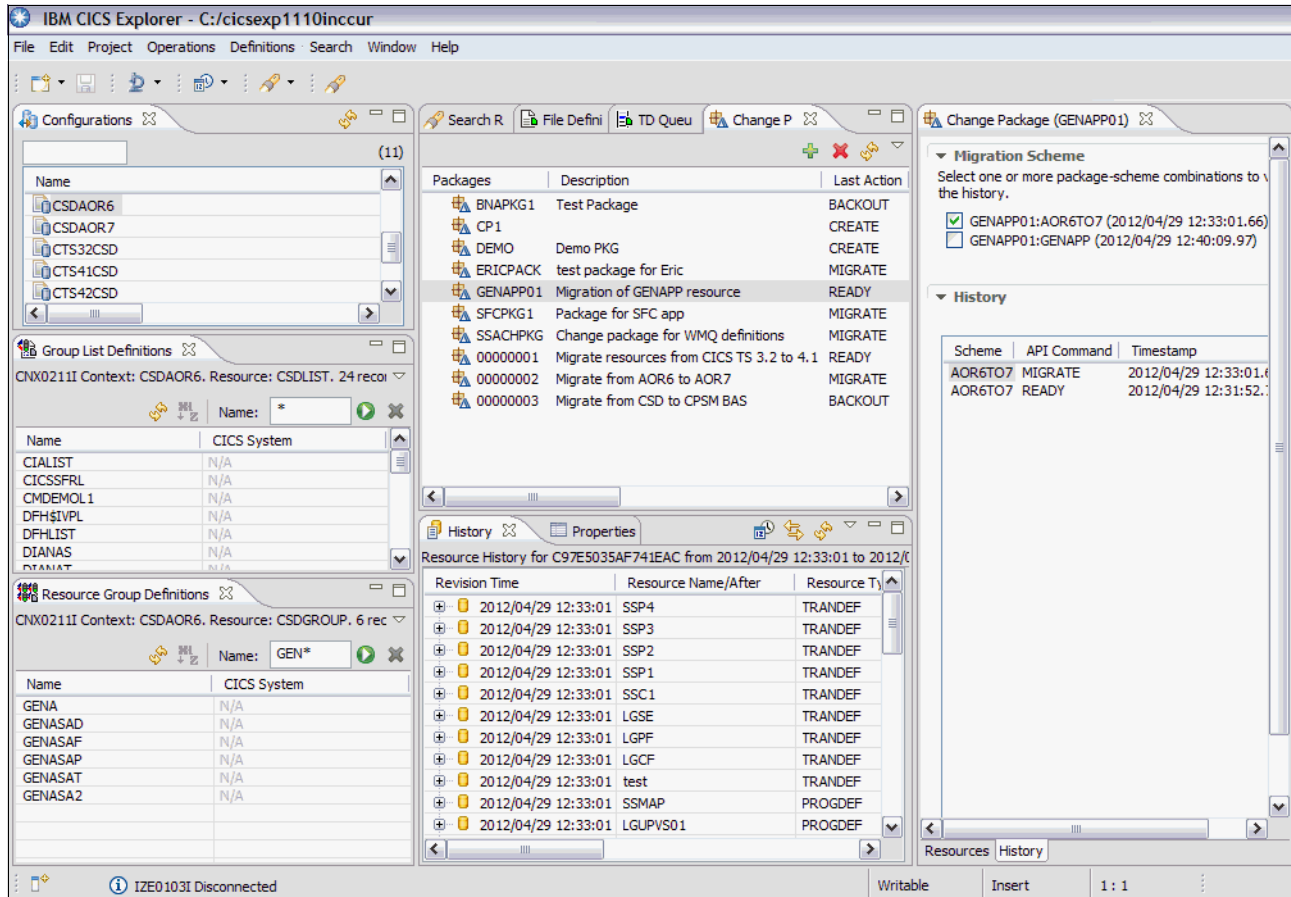 IBM CICS Explorer - C:/cicsexp1110inccur
File Edit Project Operations Definitions Search Window Help
Configurations
(11)
Name
CSDAOR6
CSDAOR7
CTS32CSD
CTS41CSD
CTS42CSD
Group List Definitions
CNX0211I Context: CSDAOR6. Resource: CSDLIST. 24 recor
Name: *
Name CICS System
CIALIST N/A
CICSSFRL N/A
CMDEMOL1 N/A
DFH$IVPL N/A
DFHLIST N/A
DIANAS N/A
DIANAT N/A
Resource Group Definitions
CNX0211I Context: CSDAOR6. Resource: CSDGROUP. 6 rec
Name: GEN*
Name CICS System
GENA N/A
GENASAD N/A
GENASAF N/A
GENASAP N/A
GENASAT N/A
GENASA2 N/A
Search R File Defini TD Queu Change P
Packages Description Last Action
BNAPKG1 Test Package BACKOUT
CP1 CREATE
DEMO Demo PKG CREATE
ERICPACK test package for Eric MIGRATE
GENAPP01 Migration of GENAPP resource READY
SFCPKG1 Package for SFC app MIGRATE
SSACHPKG Change package for WMQ definitions MIGRATE
00000001 Migrate resources from CICS TS 3.2 to 4.1 READY
00000002 Migrate from AOR6 to AOR7 MIGRATE
00000003 Migrate from CSD to CPSM BAS BACKOUT
History Properties
Resource History for C97E5035AF741EAC from 2012/04/29 12:33:01 to 2012/0
Revision Time Resource Name/After Resource Ty
2012/04/29 12:33:01 SSP4 TRANDEF
2012/04/29 12:33:01 SSP3 TRANDEF
2012/04/29 12:33:01 SSP2 TRANDEF
2012/04/29 12:33:01 SSP1 TRANDEF
2012/04/29 12:33:01 SSC1 TRANDEF
2012/04/29 12:33:01 LGSE TRANDEF
2012/04/29 12:33:01 LGPF TRANDEF
2012/04/29 12:33:01 LGCF TRANDEF
2012/04/29 12:33:01 test TRANDEF
2012/04/29 12:33:01 SSMAP PROGDEF
2012/04/29 12:33:01 LGUPVS01 PROGDEF
Change Package (GENAPP01)
Migration Scheme
Select one or more package-scheme combinations to v
the history.
GENAPP01:AOR6TO7 (2012/04/29 12:33:01.66)
GENAPP01:GENAPP (2012/04/29 12:40:09.97)
History
Scheme API Command Timestamp
AOR6TO7 MIGRATE 2012/04/29 12:33:01.6
AOR6TO7 READY 2012/04/29 12:31:52.
Resources History
IZE0103I Disconnected
Writable Insert 1 : 1